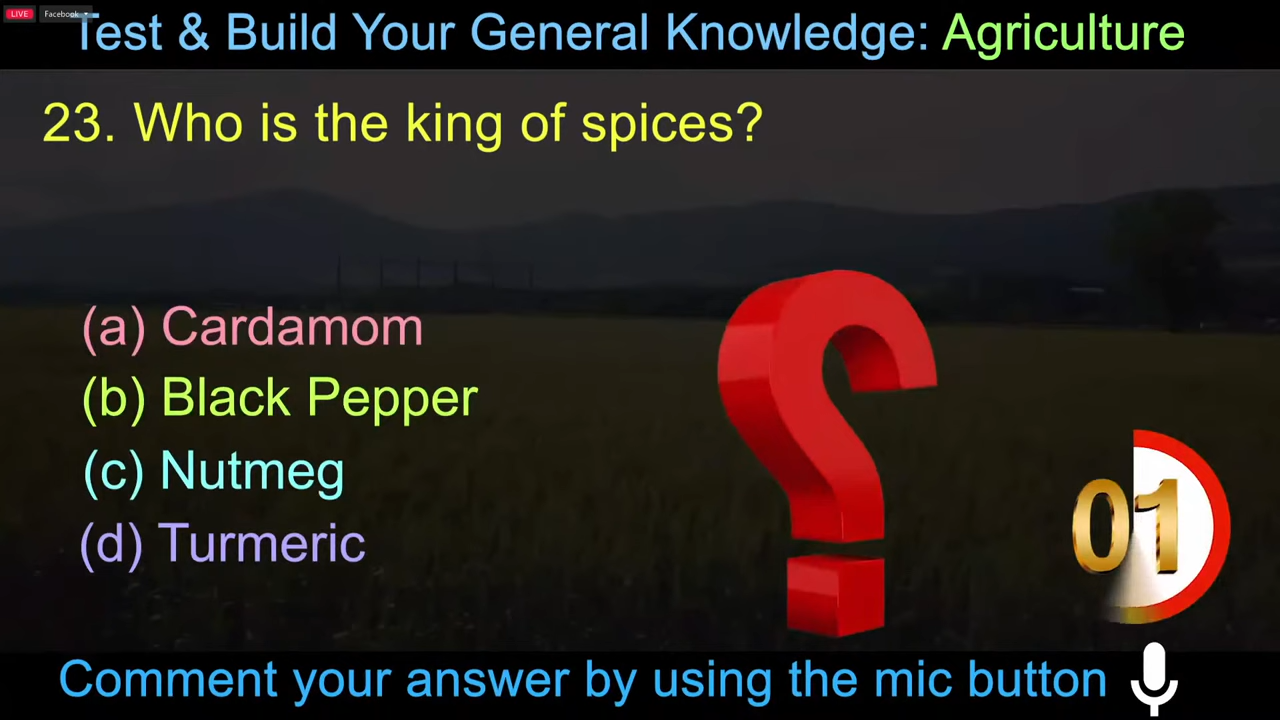 LIVE Facebook
Test & Build Your General Knowledge: Agriculture
23. Who is the king of spices?
(a) Cardamom
(b) Black Pepper
(c) Nutmeg
(d) Turmeric
01
Comment your answer by using the mic button